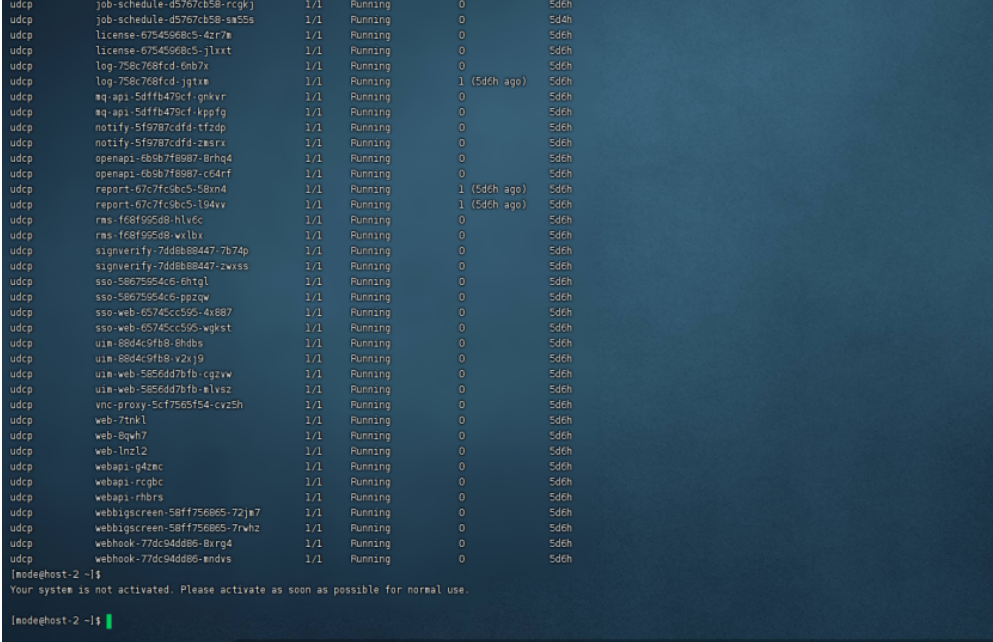 udcp job-schedule-d5767cb58-rcgkj 1/1 Running 0 5d6h
udcp job-schedule-d5767cb58-sm55s 1/1 Running 0 5d4h
udcp license-67545968c5-4zr7m 1/1 Running 0 5d6h
udcp license-67545968c5-jlxxt 1/1 Running 0 5d6h
udcp log-758c768fcd-6nb7x 1/1 Running 0 5d6h
udcp log-758c768fcd-jgtxm 1/1 Running 1 (5d6h ago) 5d6h
udcp mq-api-5dffb479cf-gnkvr 1/1 Running 0 5d6h
udcp mq-api-5dffb479cf-kppfg 1/1 Running 0 5d6h
udcp notify-5f9787cdfd-tfzdp 1/1 Running 0 5d6h
udcp notify-5f9787cdfd-zmsrx 1/1 Running 0 5d6h
udcp openapi-6b9b7f8987-8rhq4 1/1 Running 0 5d6h
udcp openapi-6b9b7f8987-c64rf 1/1 Running 0 5d6h
udcp report-67c7fc9bc5-58xn4 1/1 Running 1 (5d6h ago) 5d6h
udcp report-67c7fc9bc5-l94vv 1/1 Running 1 (5d6h ago) 5d6h
udcp rms-f68f995d8-hlv6c 1/1 Running 0 5d6h
udcp rms-f68f995d8-wxlbx 1/1 Running 0 5d6h
udcp signverify-7dd8b88447-7b74p 1/1 Running 0 5d6h
udcp signverify-7dd8b88447-zwxss 1/1 Running 0 5d6h
udcp sso-58675954c6-6htgl 1/1 Running 0 5d6h
udcp sso-58675954c6-ppzqw 1/1 Running 0 5d6h
udcp sso-web-65745cc595-4x887 1/1 Running 0 5d6h
udcp sso-web-65745cc595-wgkst 1/1 Running 0 5d6h
udcp uim-88d4c9fb8-8hdbs 1/1 Running 0 5d6h
udcp uim-88d4c9fb8-v2xj9 1/1 Running 0 5d6h
udcp uim-web-5856dd7bfb-cgzvw 1/1 Running 0 5d6h
udcp uim-web-5856dd7bfb-mlvsz 1/1 Running 0 5d6h
udcp vnc-proxy-5cf7565f54-cvz5h 1/1 Running 0 5d6h
udcp web-7tnkl 1/1 Running 0 5d6h
udcp web-8qwh7 1/1 Running 0 5d6h
udcp web-lnzl2 1/1 Running 0 5d6h
udcp webapi-g4zmc 1/1 Running 0 5d6h
udcp webapi-rcgbc 1/1 Running 0 5d6h
udcp webapi-rhbrs 1/1 Running 0 5d6h
udcp webbigscreen-58ff756865-72jm7 1/1 Running 0 5d6h
udcp webbigscreen-58ff756865-7rwhz 1/1 Running 0 5d6h
udcp webhook-77dc94dd86-8xrg4 1/1 Running 0 5d6h
udcp webhook-77dc94dd86-mndvs 1/1 Running 0 5d6h
[mode@host-2 ~]$
Your system is not activated. Please activate as soon as possible for normal use.
[mode@host-2 ~]$